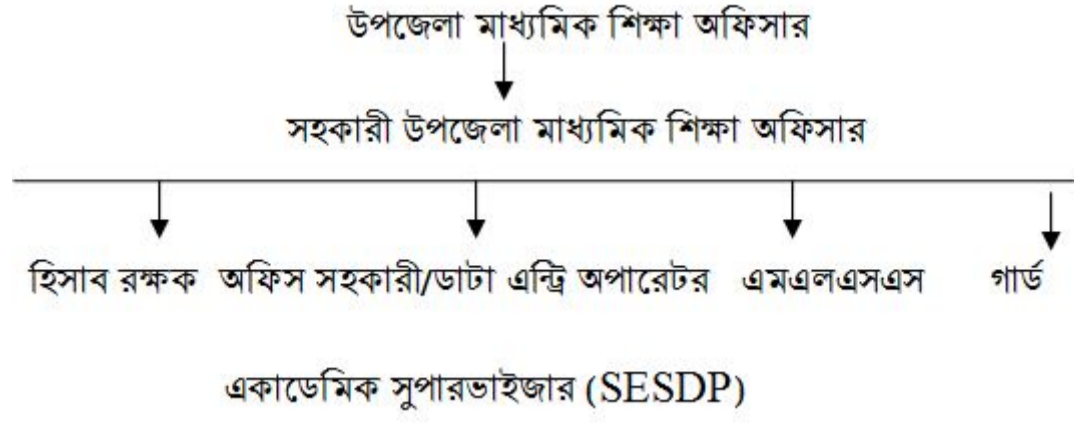 উপজেলা মাধ্যমিক শিক্ষা অফিসার
সহকারী উপজেলা মাধ্যমিক শিক্ষা অফিসার
হিসাব রক্ষক অফিস সহকারী/ডাটা এন্ট্রি অপারেটর এমএলএসএস গার্ড
একাডেমিক সুপারভাইজার (SESDP)